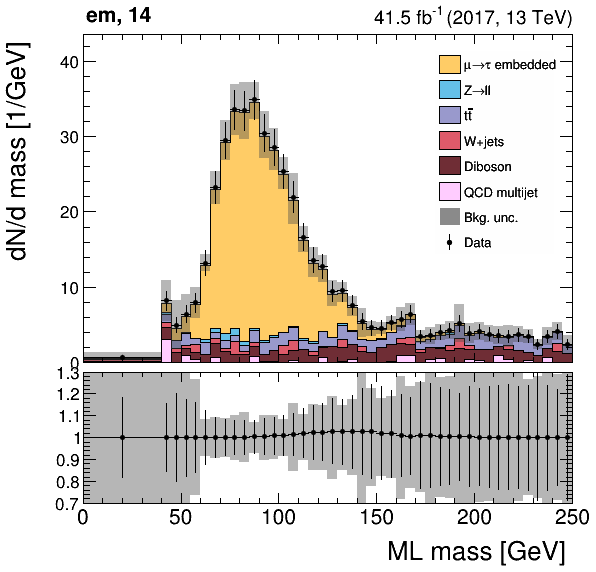 em, 14
41.5 fb⁻¹ (2017, 13 TeV)
dN/d mass [1/GeV]
40
30
20
10
0
μ→τ embedded
Z→ll
tt̄
W+jets
Diboson
QCD multijet
Bkg. unc.
Data
1.3
1.2
1.1
1
0.9
0.8
0.7
0 50 100 150 200 250
ML mass [GeV]